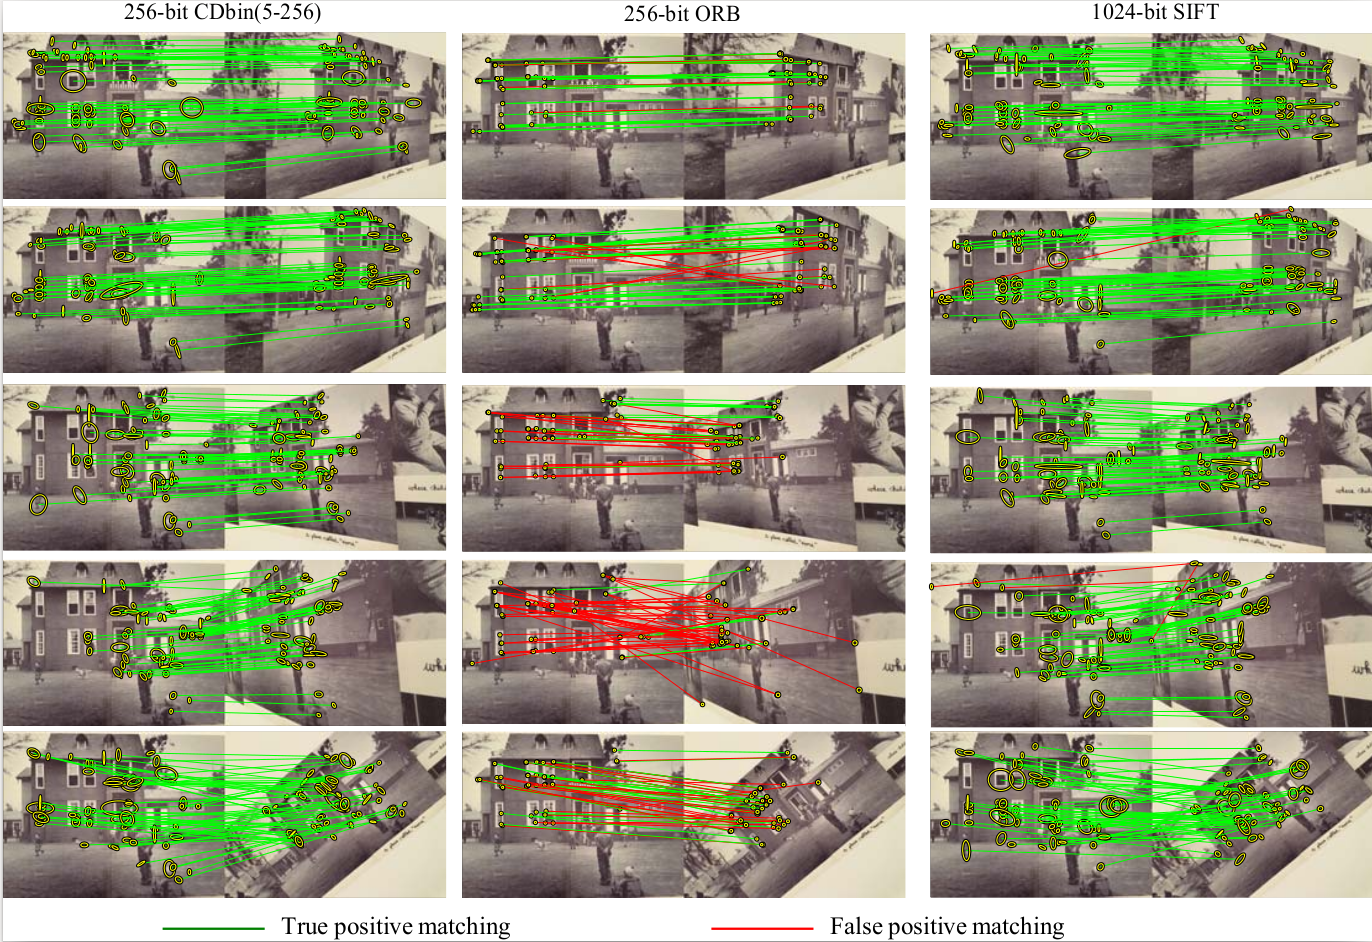 256-bit CDbin(5-256)
256-bit ORB
1024-bit SIFT
True positive matching
False positive matching